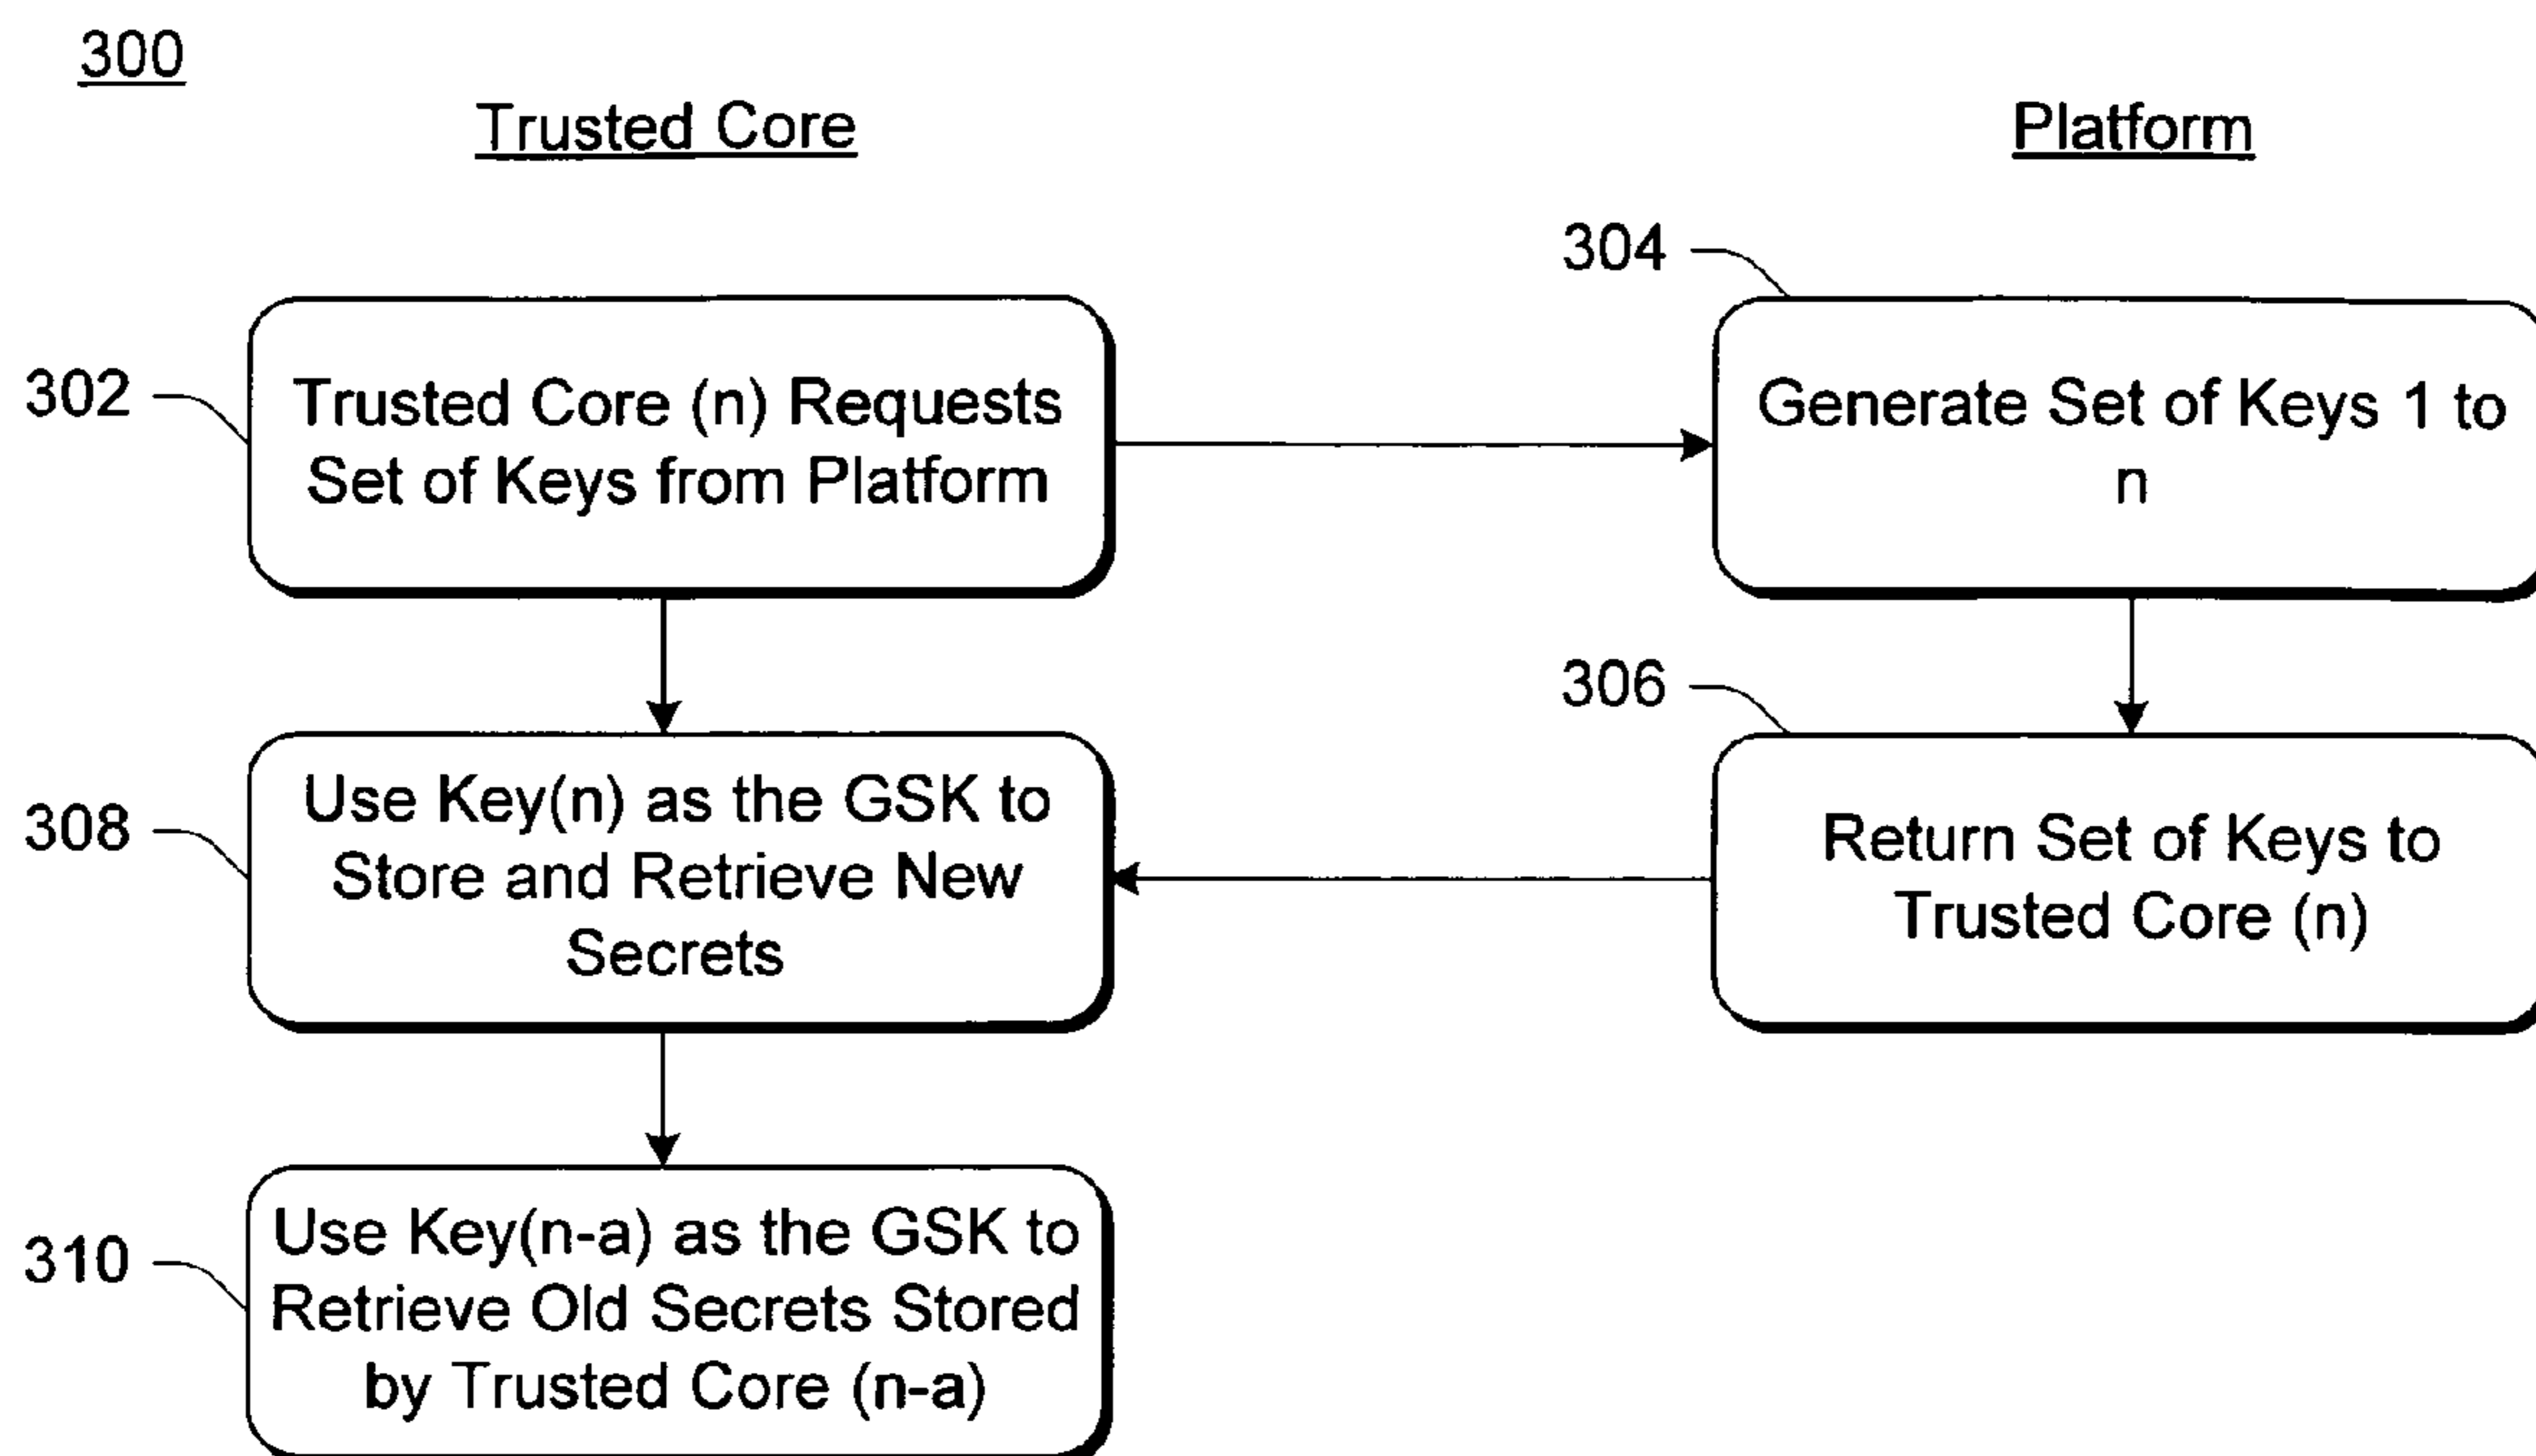 300
Trusted Core
Platform
302
Trusted Core (n) Requests
Set of Keys from Platform
304
Generate Set of Keys 1 to
n
308
Use Key(n) as the GSK to
Store and Retrieve New
Secrets
306
Return Set of Keys to
Trusted Core (n)
310
Use Key(n-a) as the GSK to
Retrieve Old Secrets Stored
by Trusted Core (n-a)